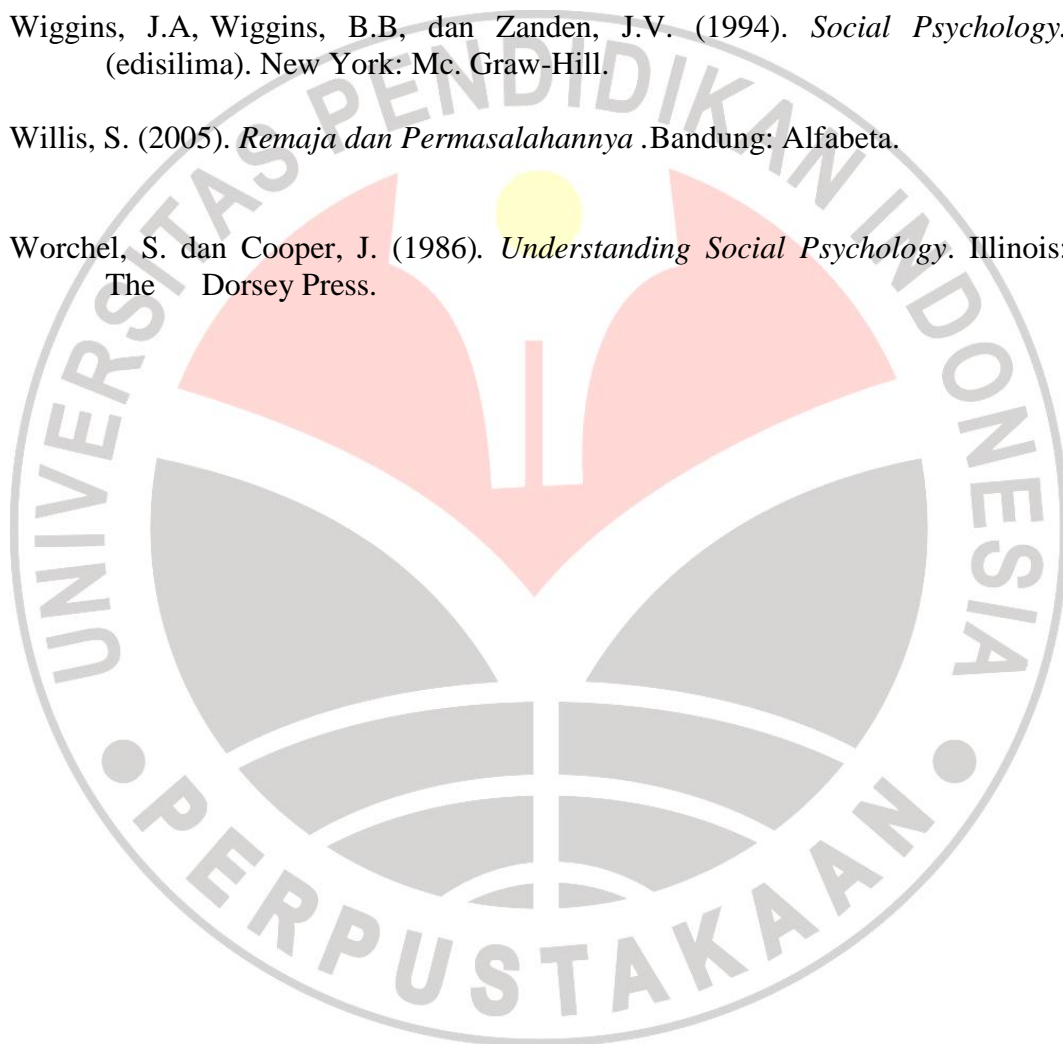 Wiggins, J.A, Wiggins, B.B, dan Zanden, J.V. (1994). Social Psychology.
(edisilima). New York: Mc. Graw-Hill.
Willis, S. (2005). Remaja dan Permasalahannya .Bandung: Alfabeta.
Worchel, S. dan Cooper, J. (1986). Understanding Social Psychology. Illinois:
The Dorsey Press.
UNIVERSITAS PENDIDIKAN INDONESIA
PERPUSTAKAAN